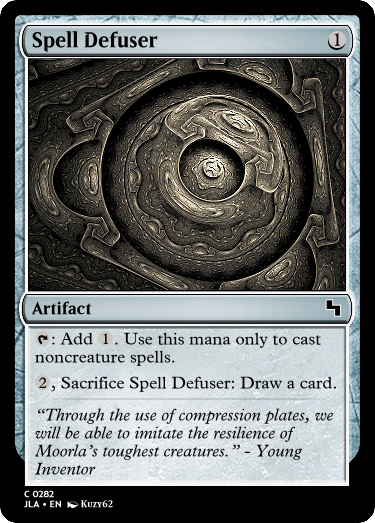 Spell Defuser 1
Artifact
: Add 1. Use this mana only to cast
noncreature spells.
2, Sacrifice Spell Defuser: Draw a card.
“Through the use of compression plates, we
will be able to imitate the resilience of
Moorla's toughest creatures.” - Young
Inventor
C 0282
JLA • EN Kuzy62